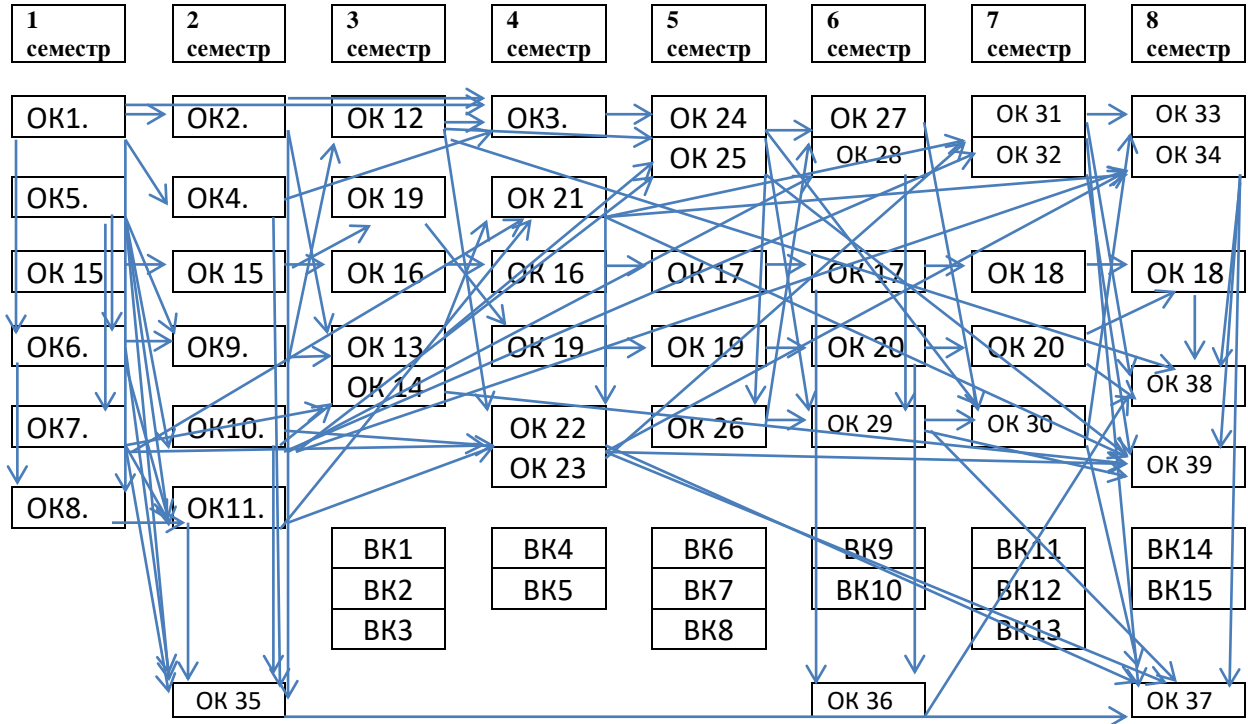 1 семестр
2 семестр
3 семестр
4 семестр
5 семестр
6 семестр
7 семестр
8 семестр
ОК1. ОК2. ОК 12 ОК3. ОК 24 ОК 27 ОК 31 ОК 33
ОК 25 ОК 28 ОК 32 ОК 34
ОК5. ОК4. ОК 19 ОК 21
ОК 15 ОК 15 ОК 16 ОК 16 ОК 17 ОК 17 ОК 18 ОК 18
ОК6. ОК9. ОК 13 ОК 19 ОК 19 ОК 20 ОК 20
ОК 14 ОК 38
ОК7. ОК10. ОК 22 ОК 26 ОК 29 ОК 30
ОК 23 ОК 39
ОК8. ОК11.
ВК1 ВК4 ВК6 ВК9 ВК11 ВК14
ВК2 ВК5 ВК7 ВК10 ВК12 ВК15
ВК3 ВК8 ВК13
ОК 35 ОК 36 ОК 37